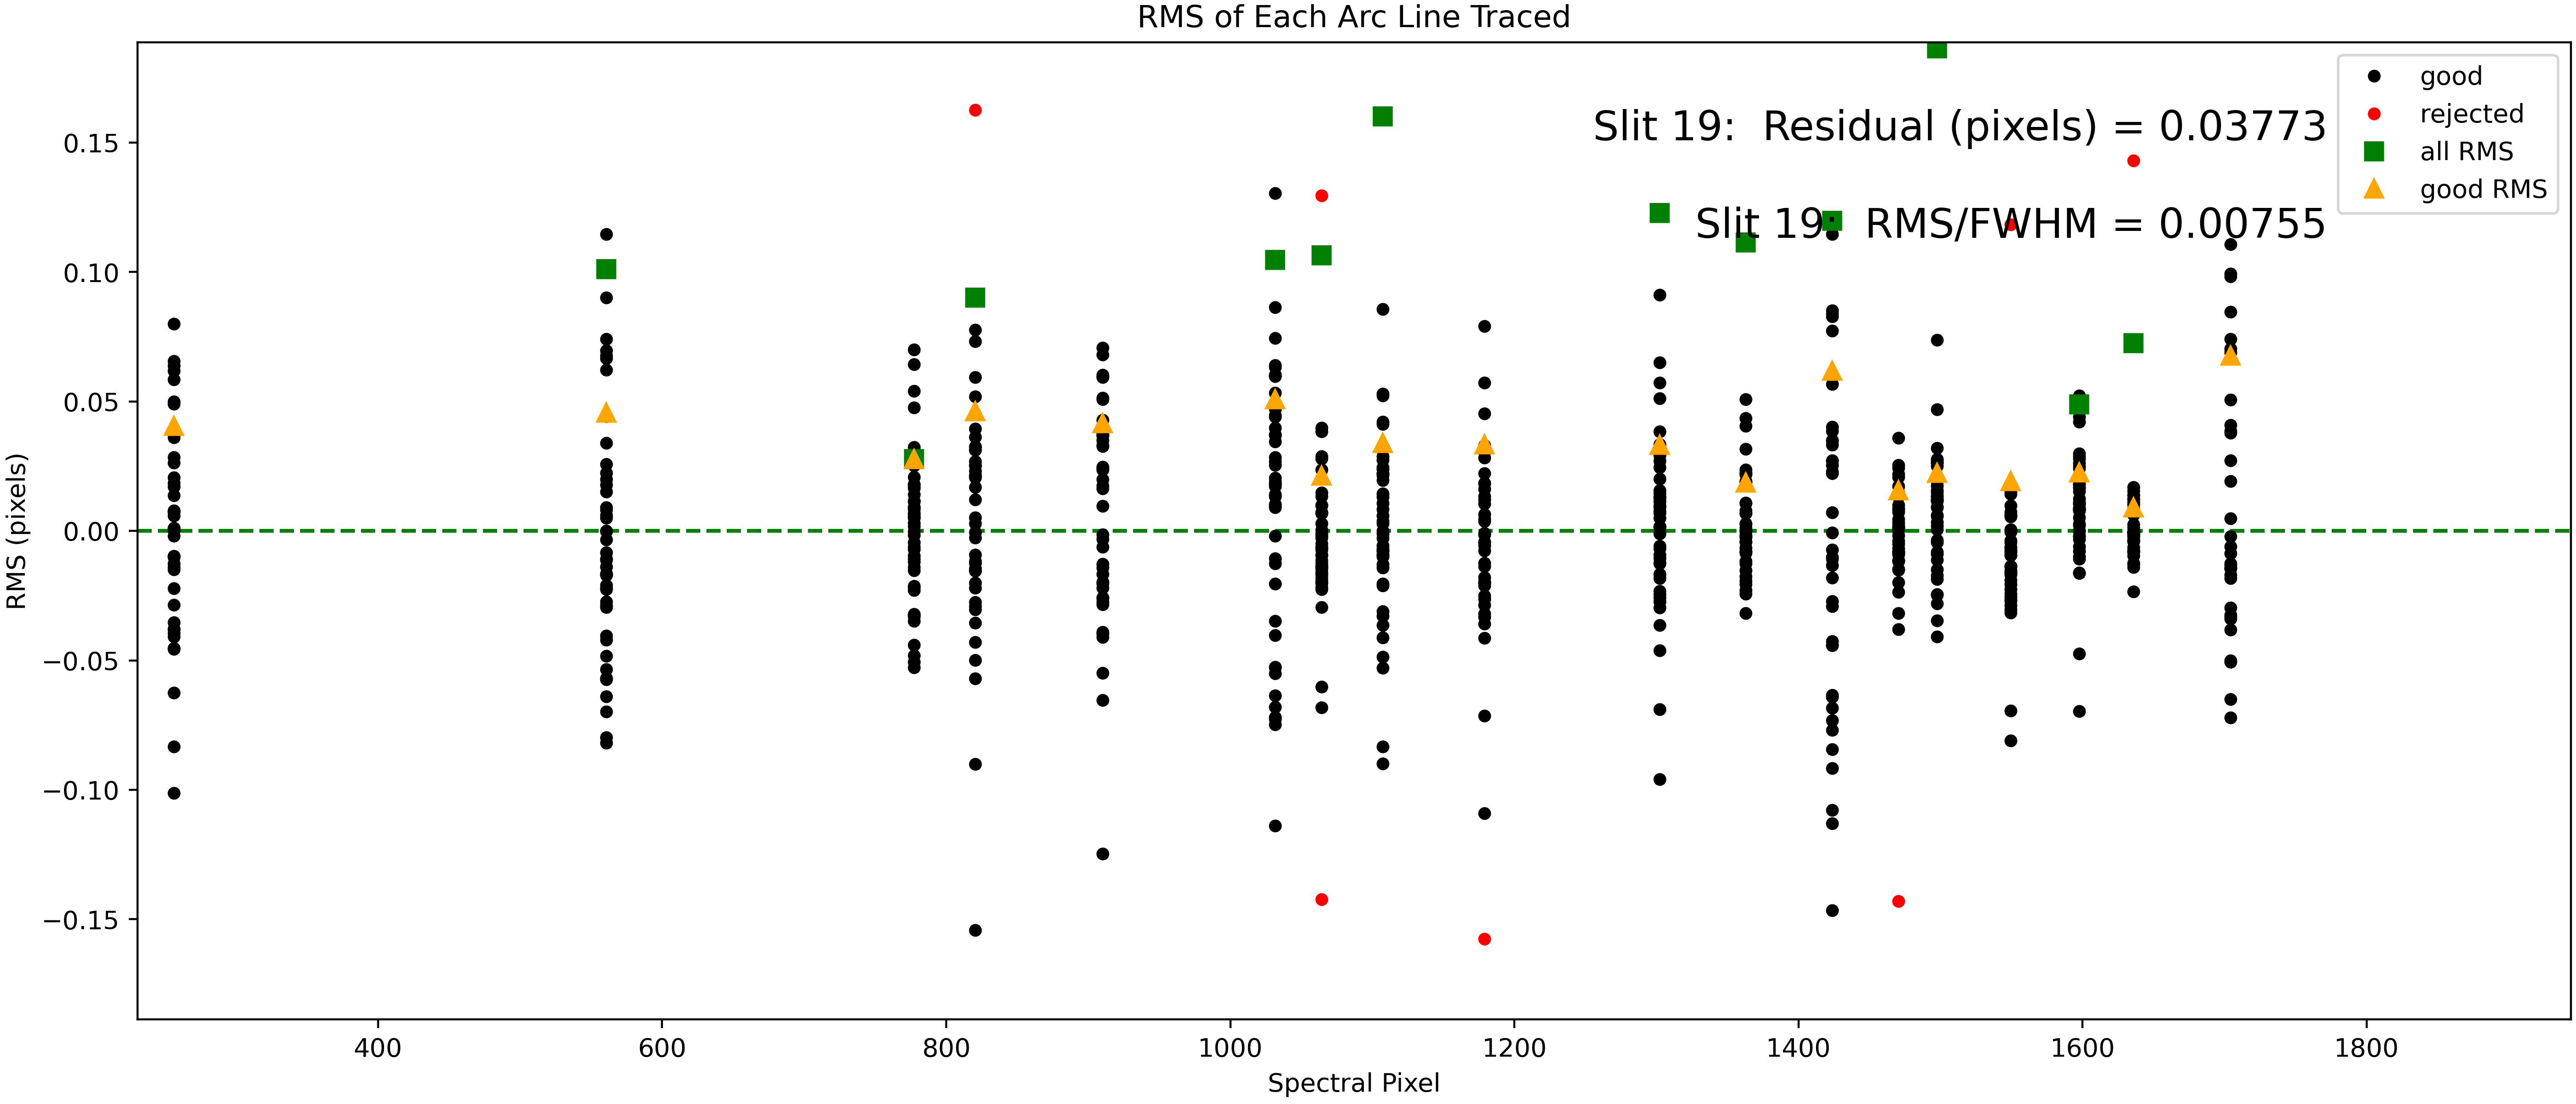 RMS of Each Arc Line Traced
Slit 19:  Residual (pixels) = 0.03773
Slit 19:  RMS/FWHM = 0.00755
good
rejected
all RMS
good RMS
RMS (pixels)
0.15
0.10
0.05
0.00
−0.05
−0.10
−0.15
400 600 800 1000 1200 1400 1600 1800
Spectral Pixel